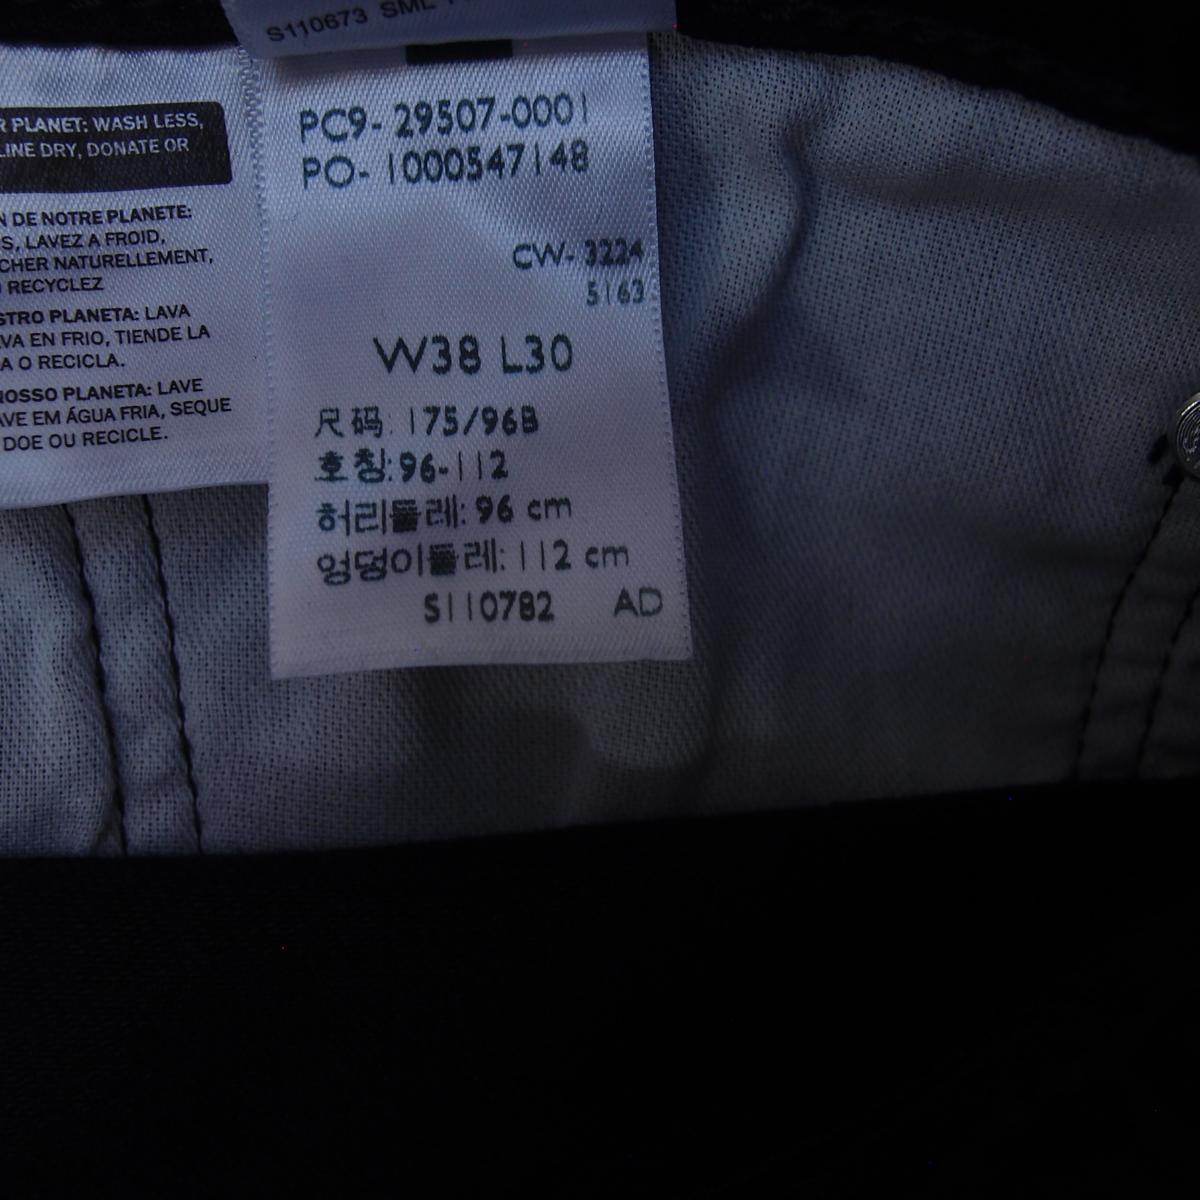 S110673 SML
R PLANET: WASH LESS,
LINE DRY, DONATE OR
N DE NOTRE PLANETE:
S, LAVEZ A FROID,
CHER NATURELLEMENT,
RECYCLEZ
STRO PLANETA: LAVA
VA EN FRIO, TIENDE LA
A O RECICLA.
NOSSO PLANETA: LAVE
AVE EM ÁGUA FRIA, SEQUE
DOE OU RECICLE.
PC9- 29507-0001
PO- 1000547148
CW- 3224
5163
W38 L30
尺码: 175/96B
호칭: 96-112
허리둘레: 96 cm
엉덩이둘레: 112 cm
S110782 AD